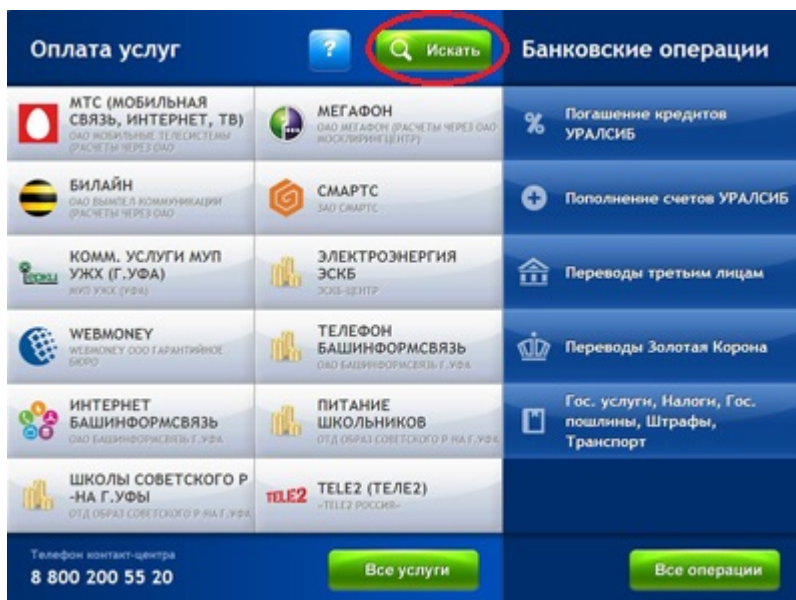 Оплата услуг
?
Искать
Банковские операции
МТС (МОБИЛЬНАЯ
СВЯЗЬ, ИНТЕРНЕТ, ТВ)
ОАО МОБИЛЬНЫЕ ТЕЛЕСИСТЕМЫ
(РАСЧЕТЫ ЧЕРЕЗ ОАО
МЕГАФОН
ОАО МЕГАФОН (РАСЧЕТЫ ЧЕРЕЗ ОАО
МОСКЛИРИНГЦЕНТР)
%
Погашение кредитов
УРАЛСИБ
БИЛАЙН
ОАО ВЫМПЕЛ-КОММУНИКАЦИИ
(РАСЧЕТЫ ЧЕРЕЗ ОАО
СМАРТС
ЗАО СМАРТС
Пополнение счетов УРАЛСИБ
КОММ. УСЛУГИ МУП
УЖХ (Г.УФА)
МУП УЖХ (УФА)
ЭЛЕКТРОЭНЕРГИЯ
ЭСКБ
ЭСКБ-ЦЕНТР
Переводы третьим лицам
WEBMONEY
WEBMONEY ООО ГАРАНТИЙНОЕ
БЮРО
ТЕЛЕФОН
БАШИНФОРМСВЯЗЬ
ОАО БАШИНФОРМСВЯЗЬ Г.УФА
Переводы Золотая Корона
ИНТЕРНЕТ
БАШИНФОРМСВЯЗЬ
ОАО БАШИНФОРМСВЯЗЬ Г.УФА
ПИТАНИЕ
ШКОЛЬНИКОВ
ОТД ОБРАЗ СОВЕТСКОГО Р НА Г.УФА
Гос. услуги, Налоги, Гос.
пошлины, Штрафы,
Транспорт
ШКОЛЫ СОВЕТСКОГО Р
-НА Г.УФЫ
ОТД ОБРАЗ СОВЕТСКОГО Р НА Г.УФА
TELE2
TELE2 (ТЕЛЕ2)
-TELE2 РОССИЯ-
Телефон контакт-центра
8 800 200 55 20
Все услуги
Все операции